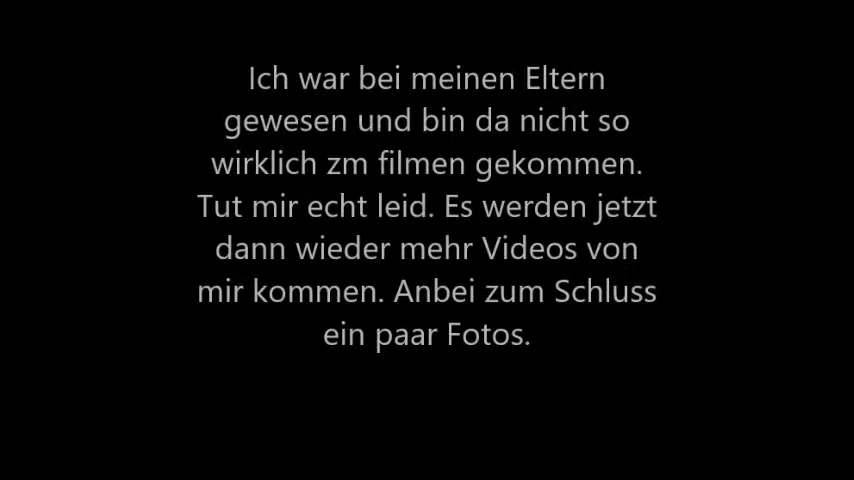 Ich war bei meinen Eltern
gewesen und bin da nicht so
wirklich zm filmen gekommen.
Tut mir echt leid. Es werden jetzt
dann wieder mehr Videos von
mir kommen. Anbei zum Schluss
ein paar Fotos.